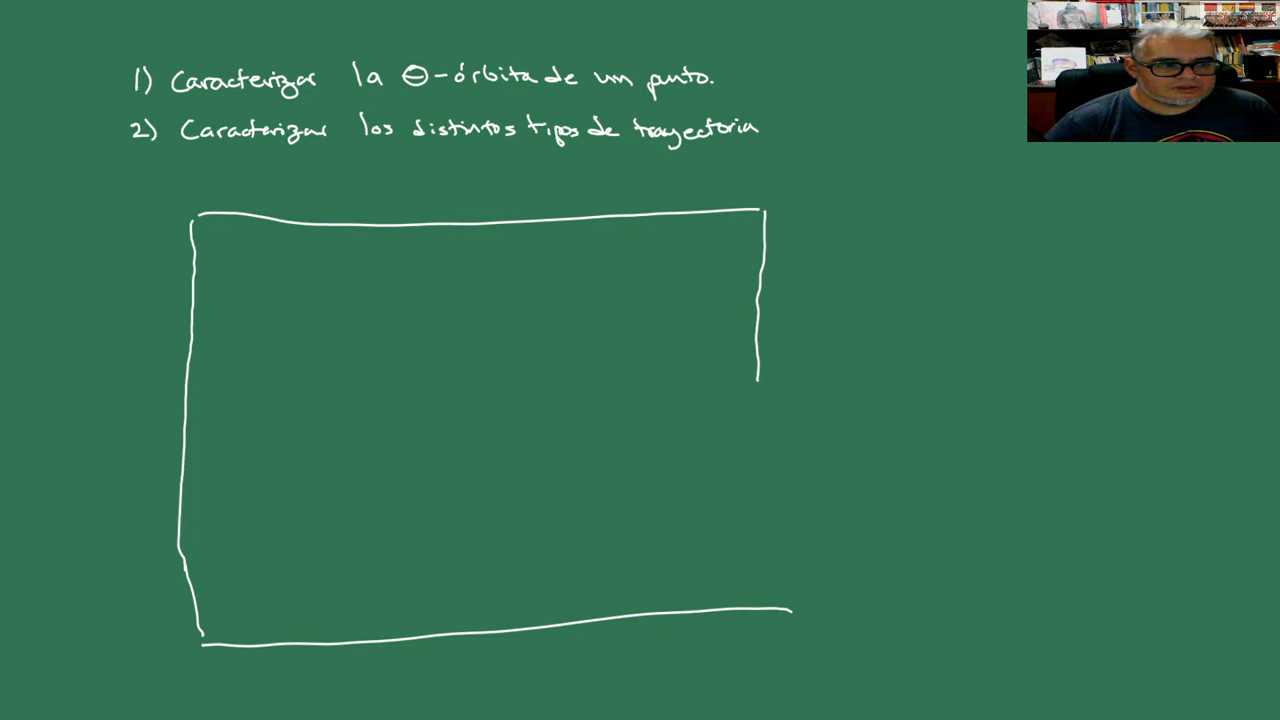 1) Caracterizar la Θ-órbita de un punto.
2) Caracterizar los distintos tipos de trayectoria